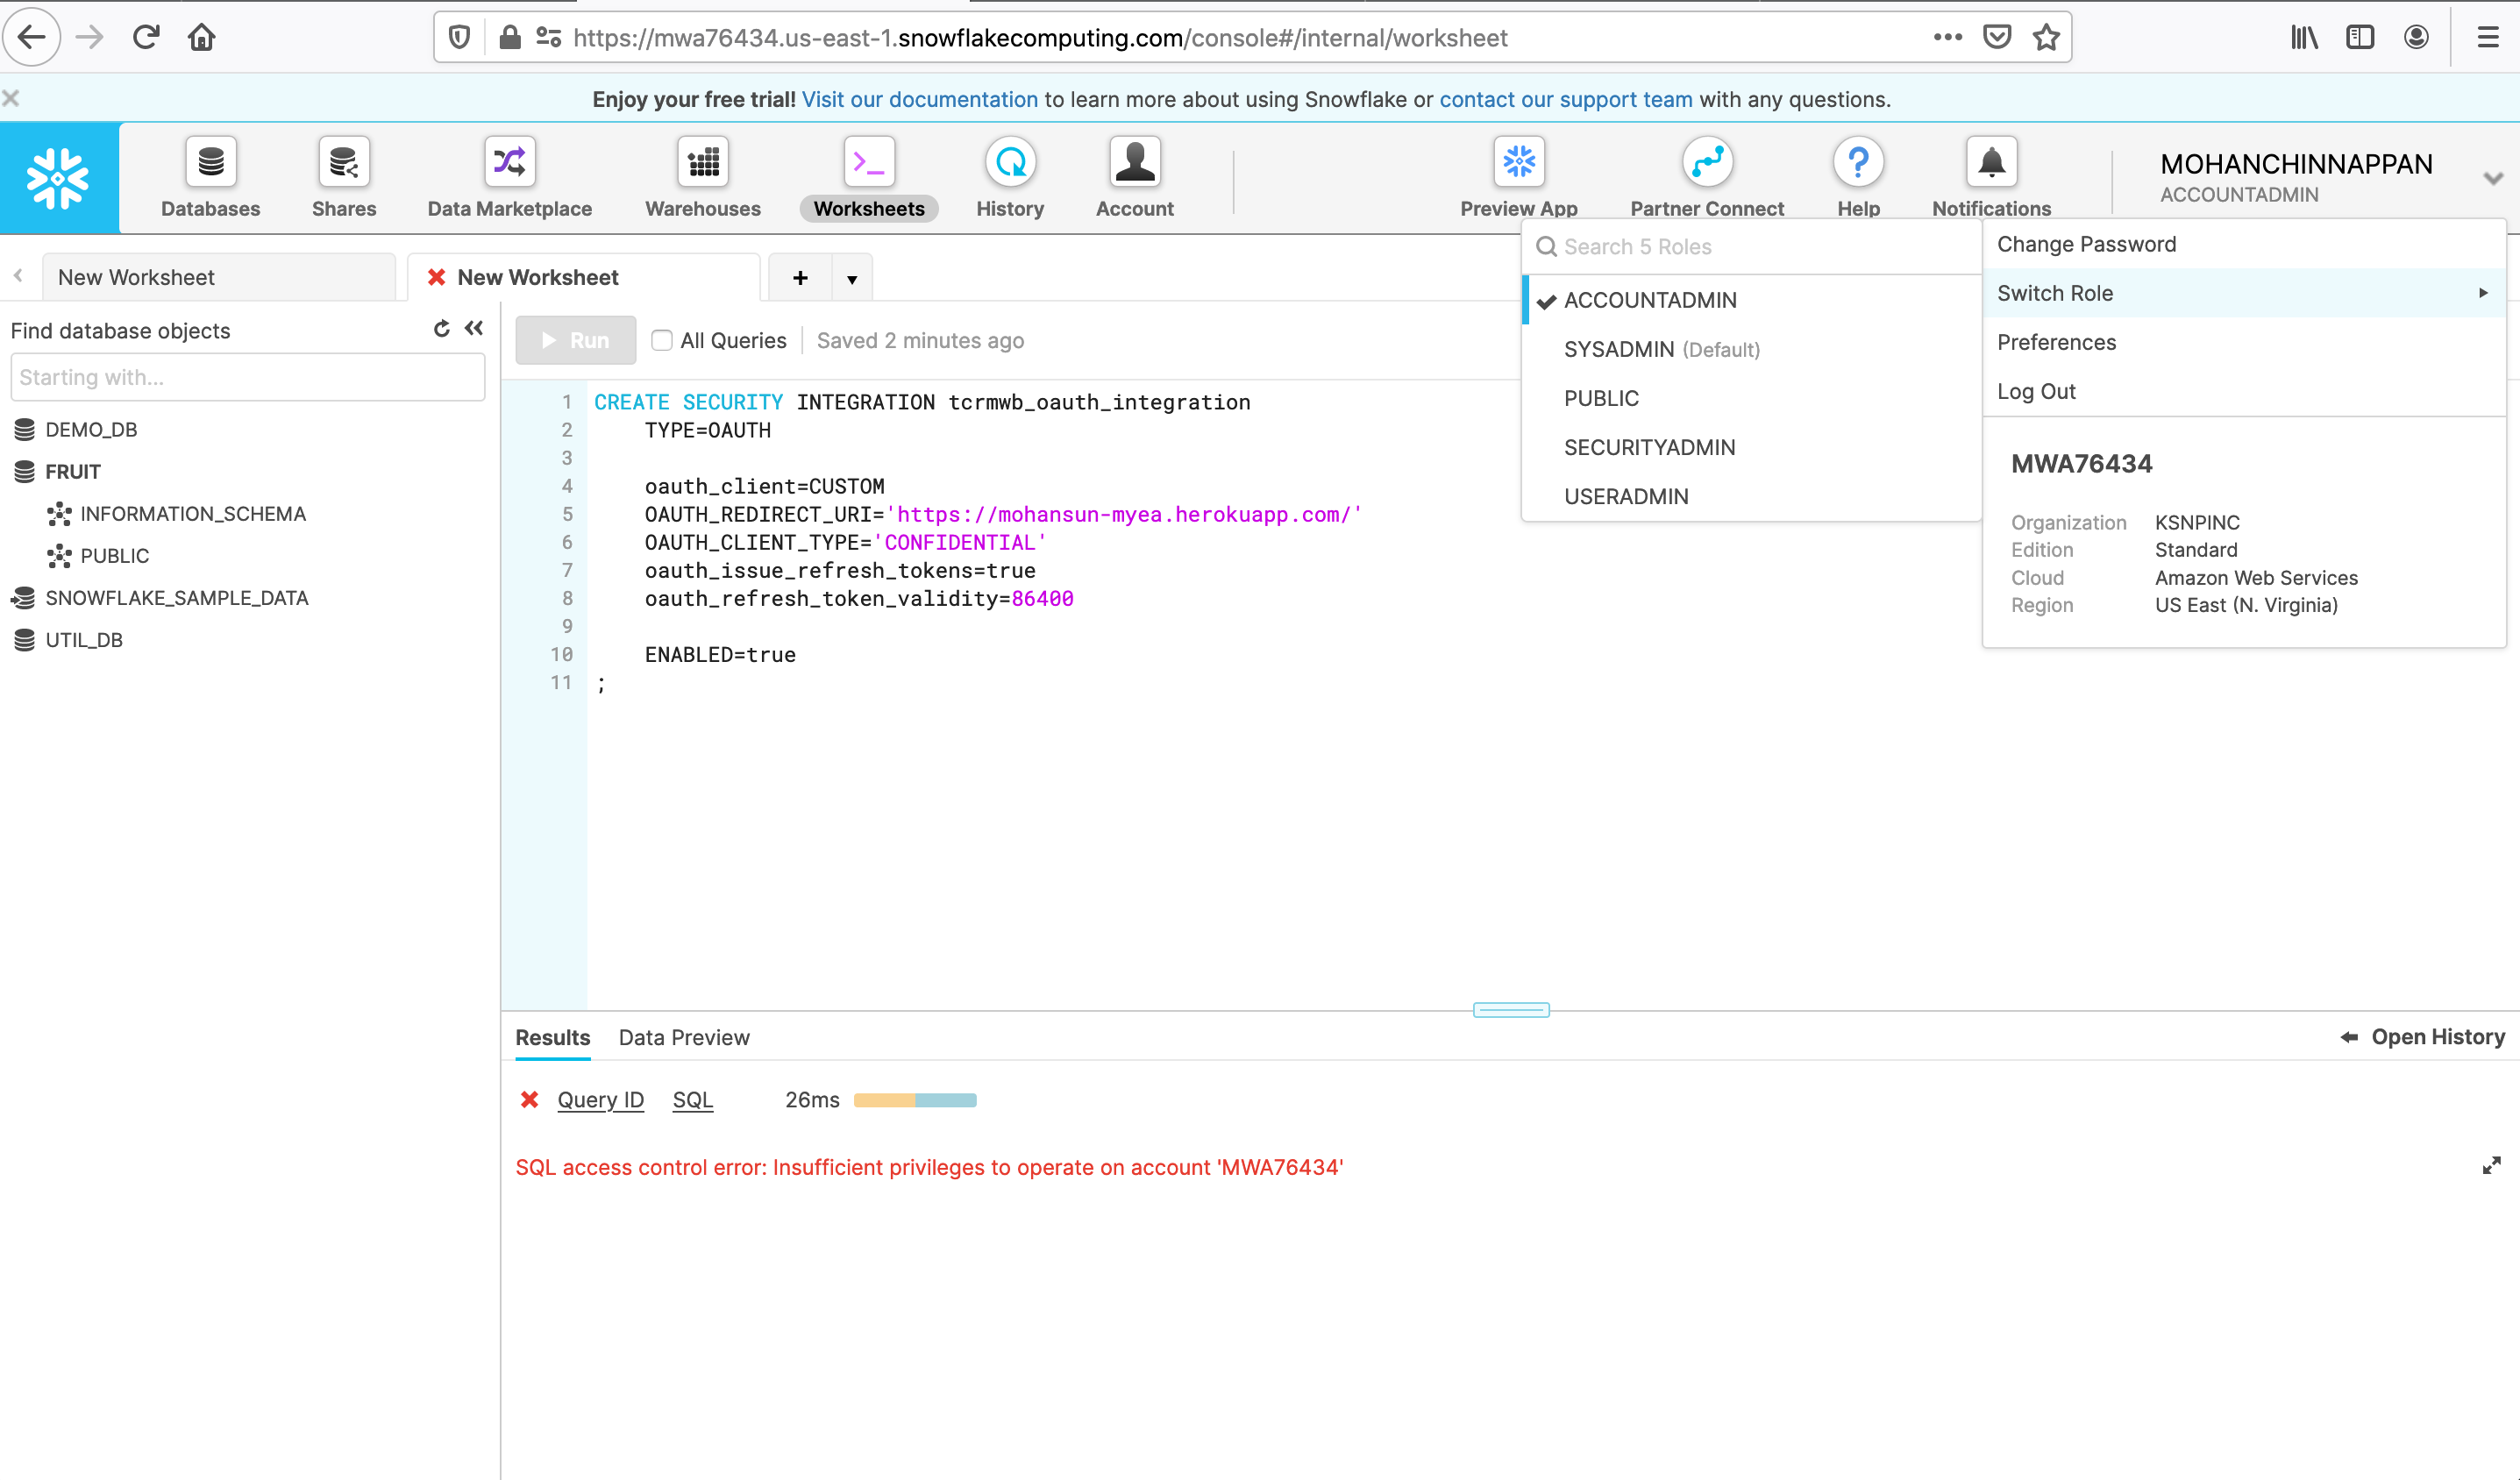 https://mwa76434.us-east-1.snowflakecomputing.com/console#/internal/worksheet
Enjoy your free trial! Visit our documentation to learn more about using Snowflake or contact our support team with any questions.
Databases
Shares
Data Marketplace
Warehouses
Worksheets
History
Account
Preview App
Partner Connect
Help
Notifications
MOHANCHINNAPPAN
ACCOUNTADMIN
New Worksheet
New Worksheet
Find database objects
Starting with...
DEMO_DB
FRUIT
INFORMATION_SCHEMA
PUBLIC
SNOWFLAKE_SAMPLE_DATA
UTIL_DB
Run
All Queries
Saved 2 minutes ago
1 CREATE SECURITY INTEGRATION tcrmwb_oauth_integration
2 TYPE=OAUTH
3
4 oauth_client=CUSTOM
5 OAUTH_REDIRECT_URI='https://mohansun-myea.herokuapp.com/'
6 OAUTH_CLIENT_TYPE='CONFIDENTIAL'
7 oauth_issue_refresh_tokens=true
8 oauth_refresh_token_validity=86400
9
10 ENABLED=true
11 ;
Search 5 Roles
ACCOUNTADMIN
SYSADMIN (Default)
PUBLIC
SECURITYADMIN
USERADMIN
Change Password
Switch Role
Preferences
Log Out
MWA76434
Organization KSNPINC
Edition Standard
Cloud Amazon Web Services
Region US East (N. Virginia)
Results
Data Preview
Open History
Query ID
SQL
26ms
SQL access control error: Insufficient privileges to operate on account 'MWA76434'